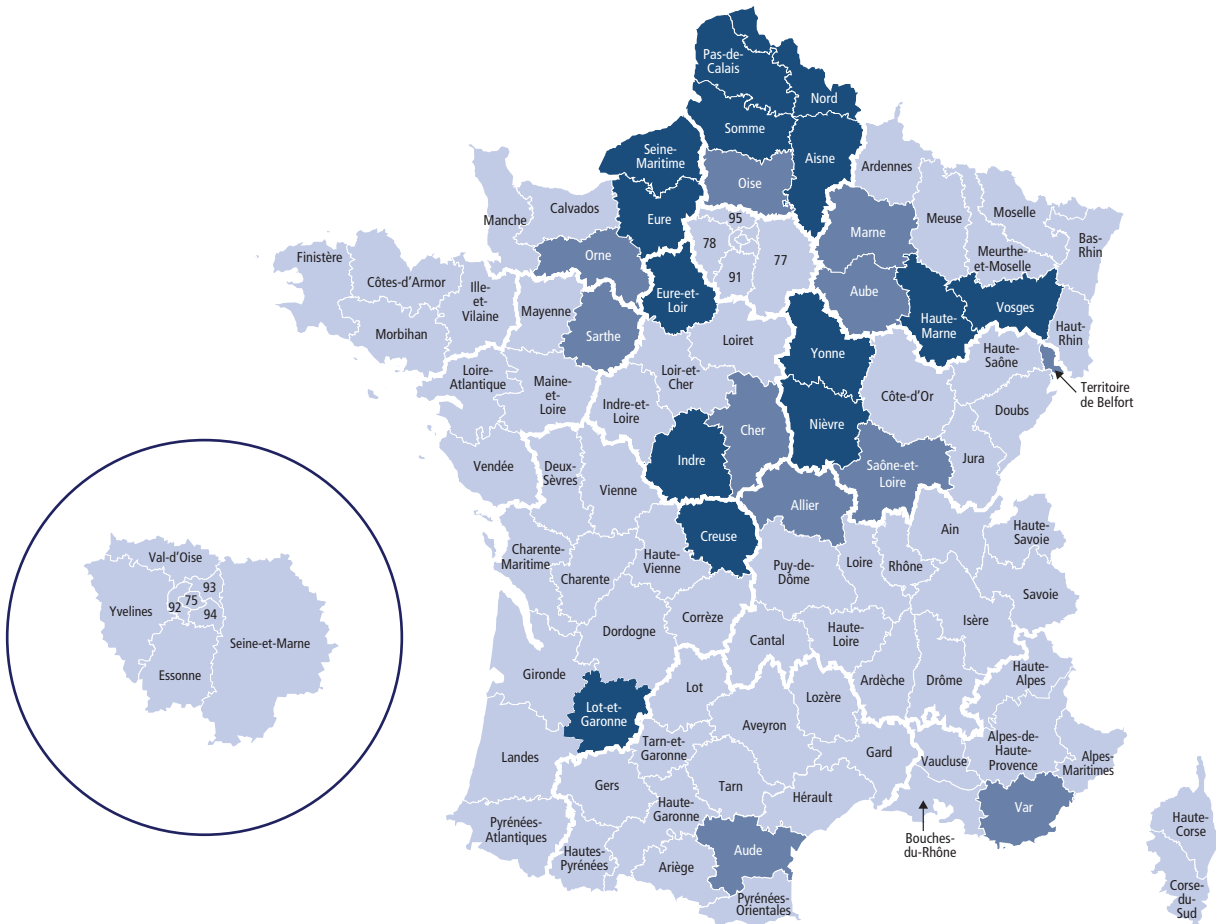 Pas-de-
Calais
Nord
Somme
Seine-
Maritime
Aisne
Oise
Ardennes
Eure
Calvados
Manche
95
78
77
91
Marne
Meuse
Moselle
Bas-
Rhin
Meurthe-
et-Moselle
Finistère
Côtes-d'Armor
Ille-
et-
Vilaine
Morbihan
Orne
Eure-et-
Loir
Aube
Haute-
Marne
Vosges
Haut-
Rhin
Mayenne
Sarthe
Loiret
Yonne
Haute-
Saône
Territoire
de Belfort
Loire-
Atlantique
Maine-
et-
Loire
Loir-et-
Cher
Indre-et-
Loire
Cher
Nièvre
Côte-d'Or
Doubs
Jura
Vendée
Deux-
Sèvres
Vienne
Indre
Saône-et-
Loire
Allier
Creuse
Ain
Haute-
Savoie
Charente-
Maritime
Charente
Haute-
Vienne
Puy-de-
Dôme
Loire
Rhône
Savoie
Corrèze
Dordogne
Cantal
Haute-
Loire
Isère
Gironde
Lot-et-
Garonne
Lot
Lozère
Ardèche
Drôme
Haute-
Alpes
Aveyron
Landes
Tarn-et-
Garonne
Gard
Vaucluse
Alpes-de-
Haute-
Provence
Alpes-
Maritimes
Gers
Tarn
Hérault
Var
Bouches-
du-Rhône
Pyrénées-
Atlantiques
Hautes-
Pyrénées
Haute-
Garonne
Ariège
Aude
Pyrénées-
Orientales
Haute-
Corse
Corse-
du-
Sud
Val-d'Oise
93
92
75
94
Yvelines
Seine-et-Marne
Essonne